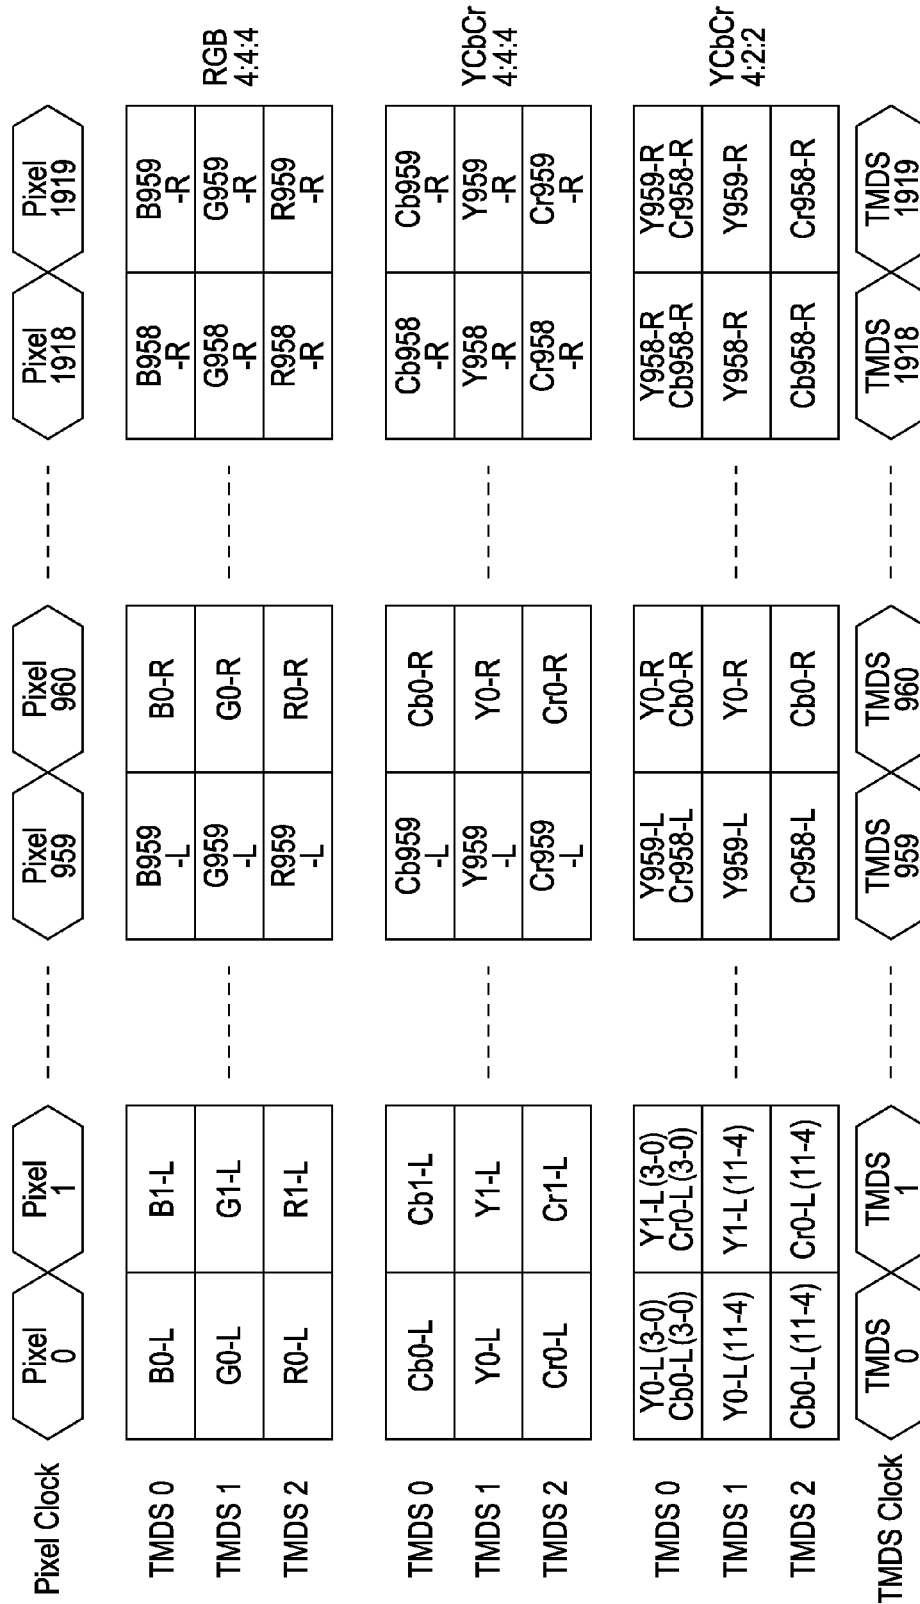 Pixel Clock
Pixel
0
Pixel
1
Pixel
959
Pixel
960
Pixel
1918
Pixel
1919
TMDS 0
B0-L
B1-L
B959
-L
B0-R
B958
-R
B959
-R
TMDS 1
G0-L
G1-L
G959
-L
G0-R
G958
-R
G959
-R
TMDS 2
R0-L
R1-L
R959
-L
R0-R
R958
-R
R959
-R
RGB
4:4:4
TMDS 0
Cb0-L
Cb1-L
Cb959
-L
Cb0-R
Cb958
-R
Cb959
-R
TMDS 1
Y0-L
Y1-L
Y959
-L
Y0-R
Y958
-R
Y959
-R
TMDS 2
Cr0-L
Cr1-L
Cr959
-L
Cr0-R
Cr958
-R
Cr959
-R
YCbCr
4:4:4
TMDS 0
Y0-L(3-0)
Cb0-L(3-0)
Y1-L(3-0)
Cr0-L(3-0)
Y959-L
Cr958-L
Y0-R
Cb0-R
Y958-R
Cb958-R
Y959-R
Cr958-R
TMDS 1
Y0-L(11-4)
Y1-L(11-4)
Y959-L
Y0-R
Y958-R
Y959-R
TMDS 2
Cb0-L(11-4)
Cr0-L(11-4)
Cr958-L
Cb0-R
Cb958-R
Cr958-R
YCbCr
4:2:2
TMDS Clock
TMDS
0
TMDS
1
TMDS
959
TMDS
960
TMDS
1918
TMDS
1919